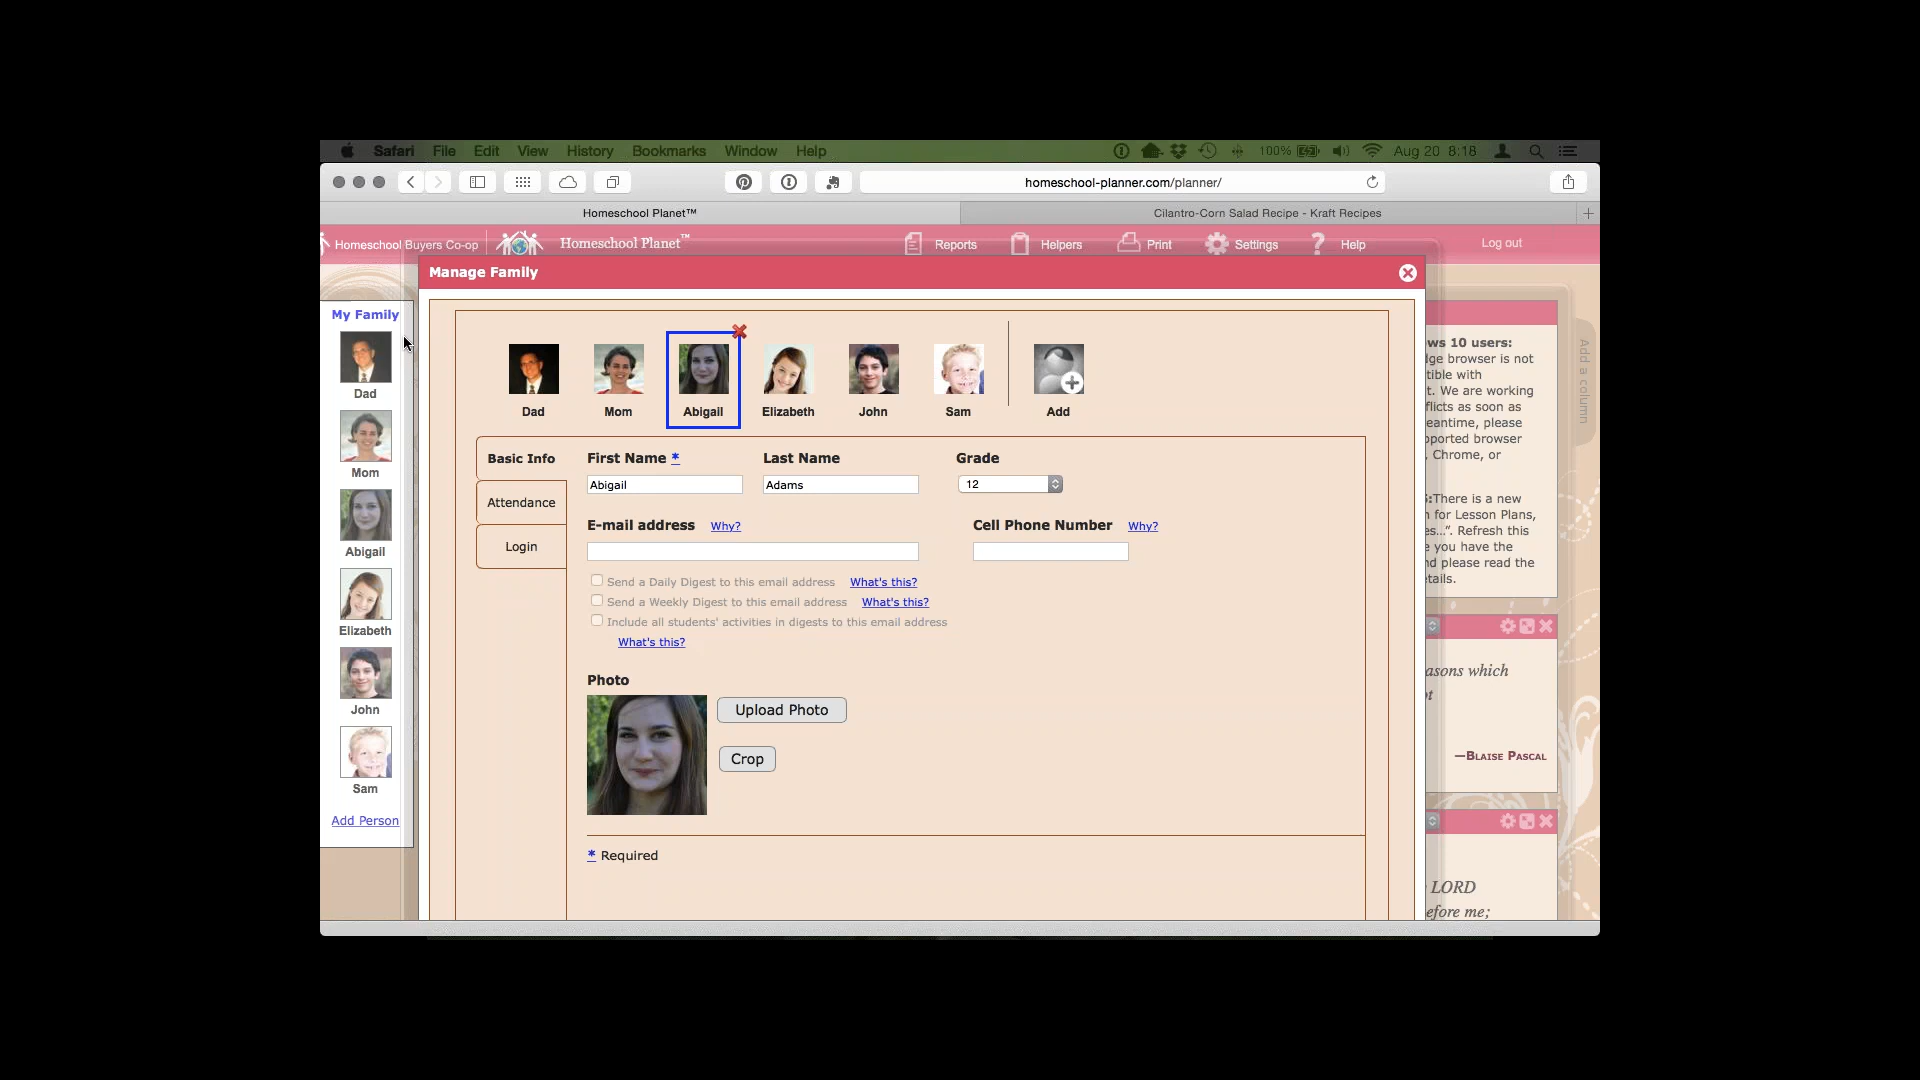 Safari File Edit View History Bookmarks Window Help 100% Aug 20 8:18
homeschool-planner.com/planner/
Homeschool Planet™ Cilantro-Corn Salad Recipe - Kraft Recipes
Homeschool Buyers Co-op Homeschool Planet™ Reports Helpers Print Settings Help Log out
Manage Family
My Family
Dad
Mom
Abigail
Elizabeth
John
Sam
Add Person
Dad Mom Abigail Elizabeth John Sam Add
Basic Info
Attendance
Login
First Name * Last Name Grade
Abigail Adams 12
E-mail address Why? Cell Phone Number Why?
Send a Daily Digest to this email address What's this?
Send a Weekly Digest to this email address What's this?
Include all students' activities in digests to this email address
What's this?
Photo
Upload Photo
Crop
* Required
ws 10 users:
ge browser is not
tible with
t. We are working
flicts as soon as
eantime, please
pported browser
, Chrome, or
:There is a new
for Lesson Plans,
es...". Refresh this
e you have the
nd please read the
tails.
Add a column
asons which
—Blaise Pascal
LORD
efore me;